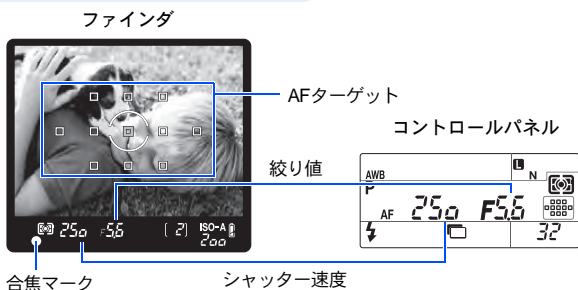 ファインダ
AFターゲット
コントロールパネル
絞り値
AWB
L
N
P
AF 250 F5.6
32
250 F5.6 [ 2] ISO-A
200
合焦マーク
シャッター速度